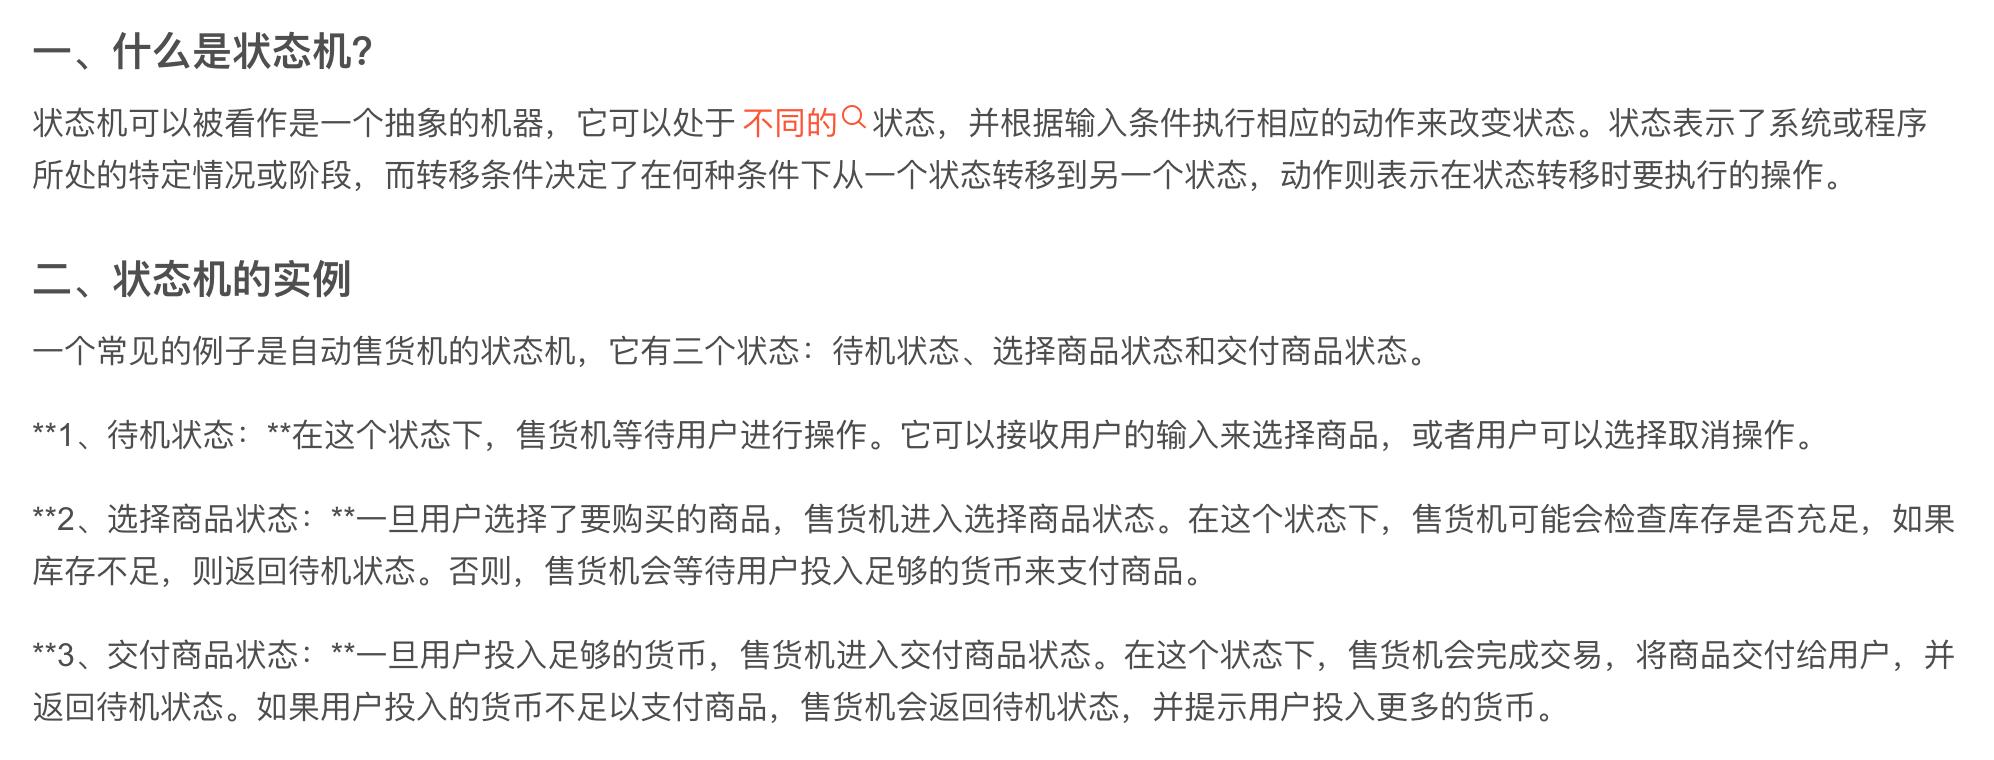 一、什么是状态机?
状态机可以被看作是一个抽象的机器，它可以处于 不同的 状态，并根据输入条件执行相应的动作来改变状态。状态表示了系统或程序
所处的特定情况或阶段，而转移条件决定了在何种条件下从一个状态转移到另一个状态，动作则表示在状态转移时要执行的操作。
二、状态机的实例
一个常见的例子是自动售货机的状态机，它有三个状态：待机状态、选择商品状态和交付商品状态。
**1、待机状态：**在这个状态下，售货机等待用户进行操作。它可以接收用户的输入来选择商品，或者用户可以选择取消操作。
**2、选择商品状态：**一旦用户选择了要购买的商品，售货机进入选择商品状态。在这个状态下，售货机可能会检查库存是否充足，如果
库存不足，则返回待机状态。否则，售货机会等待用户投入足够的货币来支付商品。
**3、交付商品状态：**一旦用户投入足够的货币，售货机进入交付商品状态。在这个状态下，售货机会完成交易，将商品交付给用户，并
返回待机状态。如果用户投入的货币不足以支付商品，售货机会返回待机状态，并提示用户投入更多的货币。